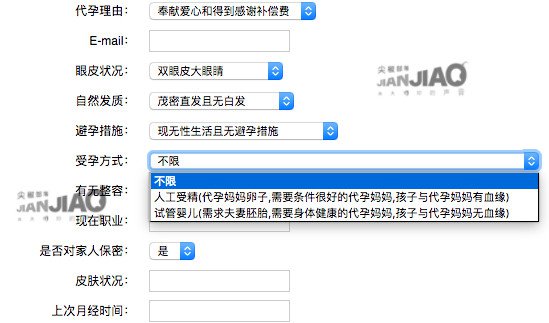 代孕理由： 奉献爱心和得到感谢补偿费
E-mail：
眼皮状况： 双眼皮大眼睛
尖椒部落
JIANJIAO
自然发质： 茂密直发且无白发
避孕措施： 现无性生活且无避孕措施
受孕方式： 不限
不限
人工受精(代孕妈妈卵子,需要条件很好的代孕妈妈,孩子与代孕妈妈有血缘)
试管婴儿(需求夫妻胚胎,需要身体健康的代孕妈妈,孩子与代孕妈妈无血缘)
有无整容：
尖椒部落
JIANJIAO
现在职业：
是否对家人保密： 是
皮肤状况：
上次月经时间：